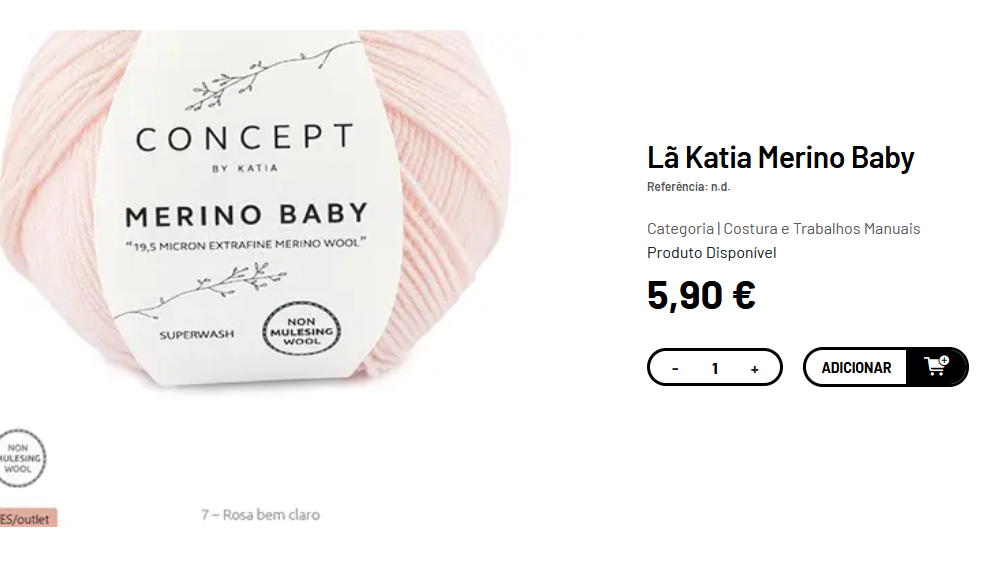 CONCEPT
BY KATIA
MERINO BABY
“19,5 MICRON EXTRAFINE MERINO WOOL”
SUPERWASH
NON
MULESING
WOOL
NON
MULESING
WOOL
ES/outlet
7 – Rosa bem claro
Lã Katia Merino Baby
Referência: n.d.
Categoria | Costura e Trabalhos Manuais
Produto Disponível
5,90 €
- 1 +
ADICIONAR